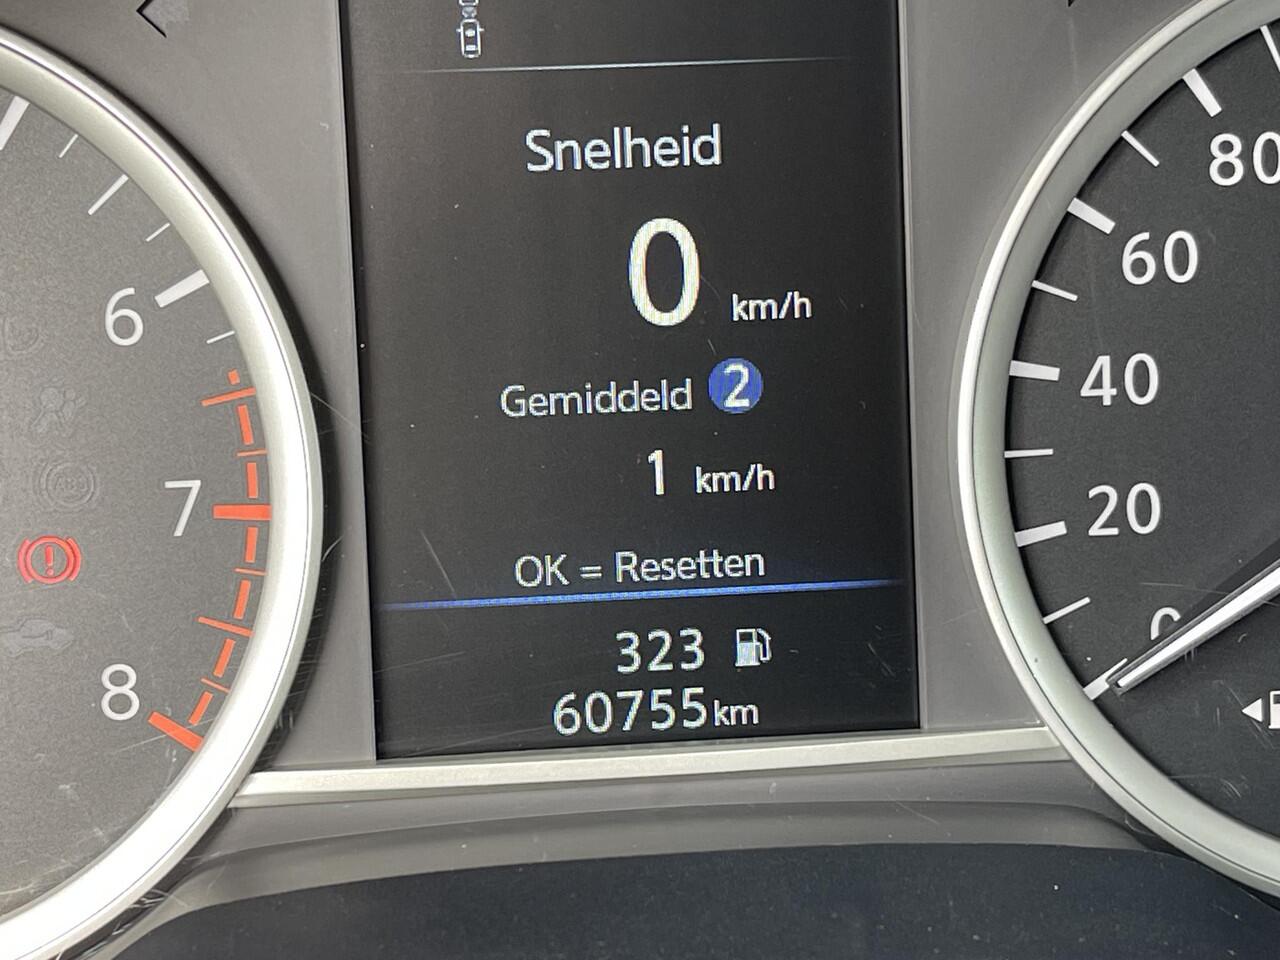 Snelheid
0 km/h
Gemiddeld 2
1 km/h
OK = Resetten
323
60755 km
6
7
8
80
60
40
20
0